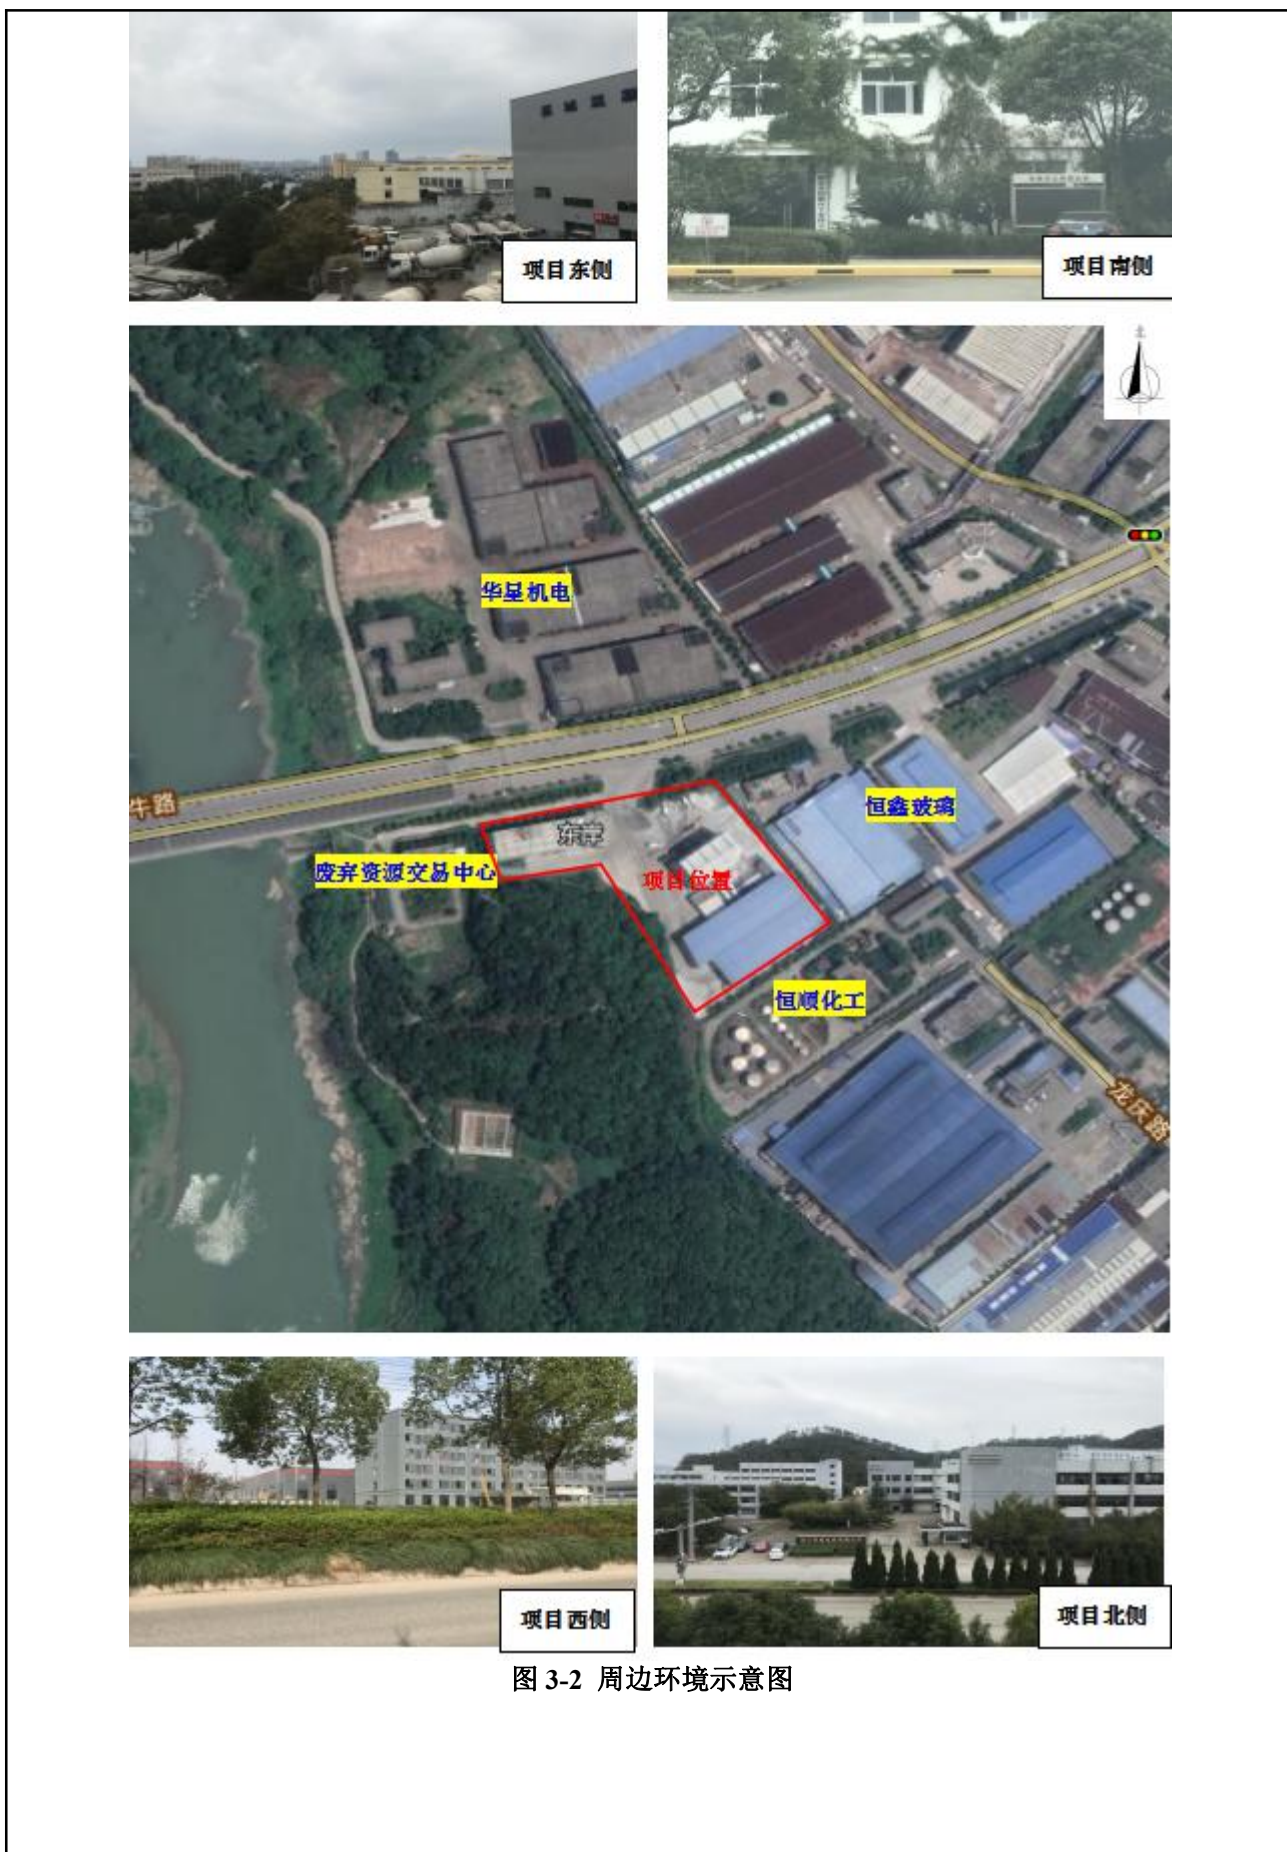 项目东侧
项目南侧
北
华星机电
牛路
东岸
恒鑫玻璃
废弃资源交易中心
项目位置
恒顺化工
龙庆路
项目西侧
项目北侧
图 3-2 周边环境示意图